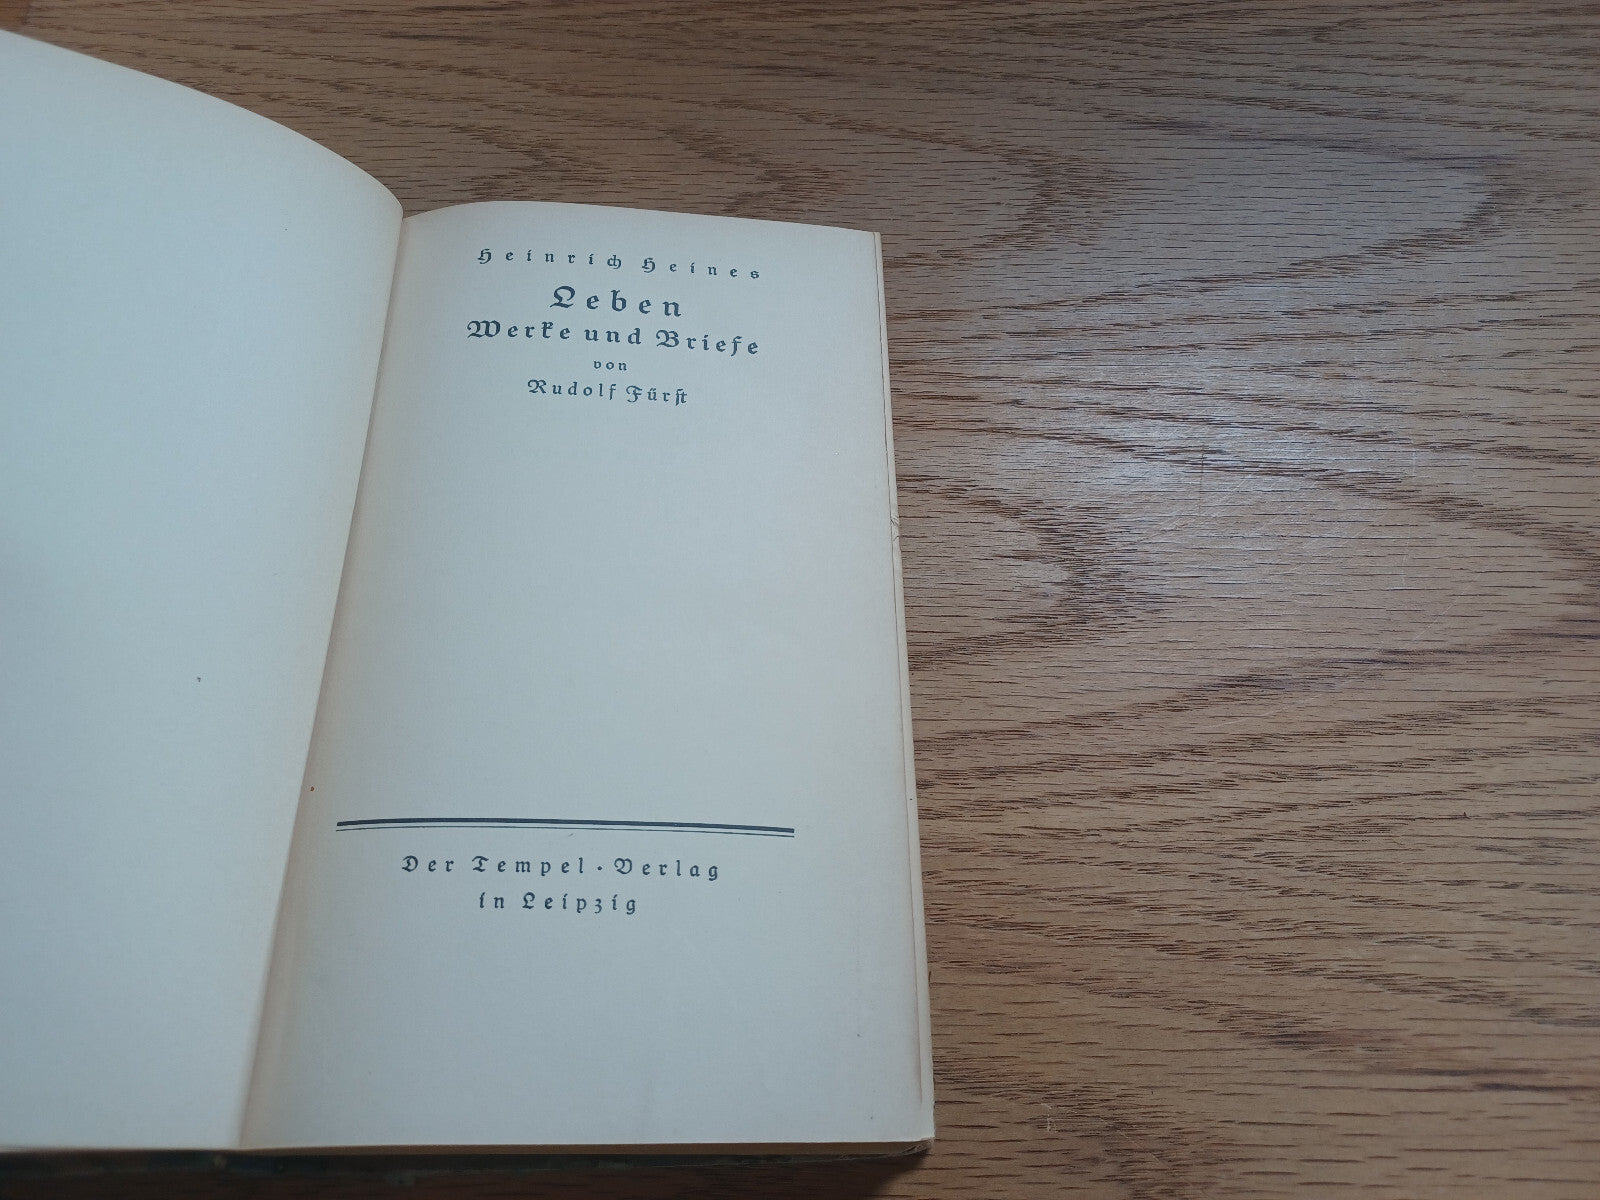 Heinrich Heines
Leben
Werke und Briefe
von
Rudolf Fürſt
Der Tempel · Verlag
in Leipzig